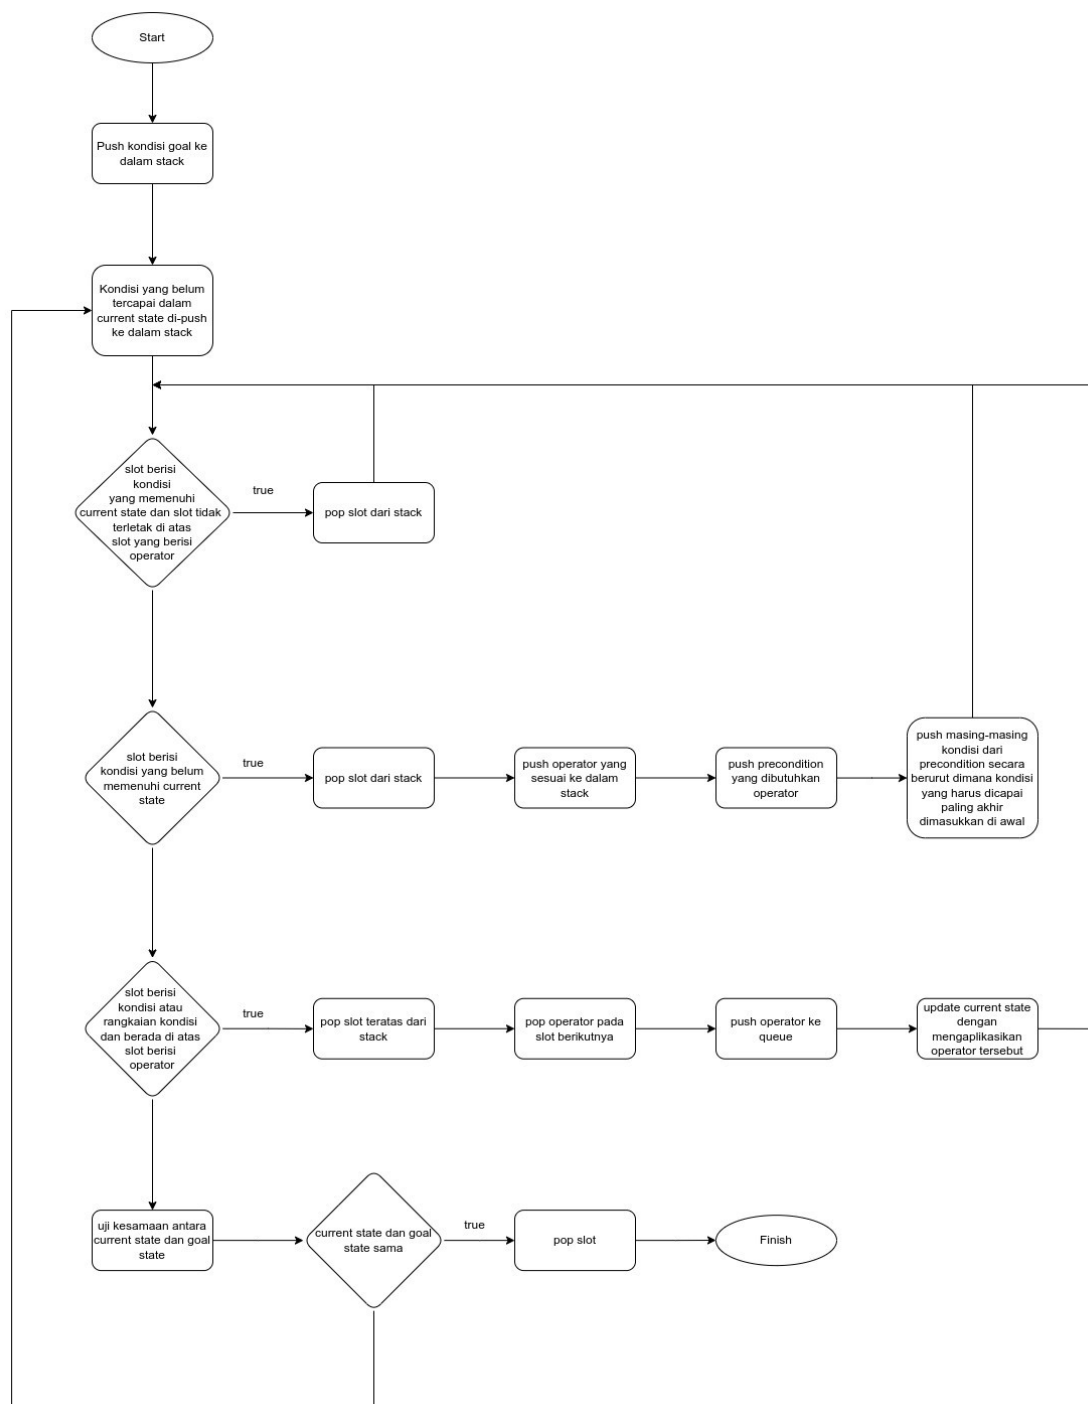 Start
Push kondisi goal ke
dalam stack
Kondisi yang belum
tercapai dalam
current state di-push
ke dalam stack
slot berisi
kondisi
yang memenuhi
current state dan slot tidak
terletak di atas
slot yang berisi
operator
true
pop slot dari stack
slot berisi
kondisi yang belum
memenuhi current
state
true
pop slot dari stack
push operator yang
sesuai ke dalam
stack
push precondition
yang dibutuhkan
operator
push masing-masing
kondisi dari
precondition secara
berurut dimana kondisi
yang harus dicapai
paling akhir
dimasukkan di awal
slot berisi
kondisi atau
rangkaian kondisi
dan berada di atas
slot berisi
operator
true
pop slot teratas dari
stack
pop operator pada
slot berikutnya
push operator ke
queue
update current state
dengan
mengaplikasikan
operator tersebut
uji kesamaan antara
current state dan goal
state
current state dan goal
state sama
true
pop slot
Finish